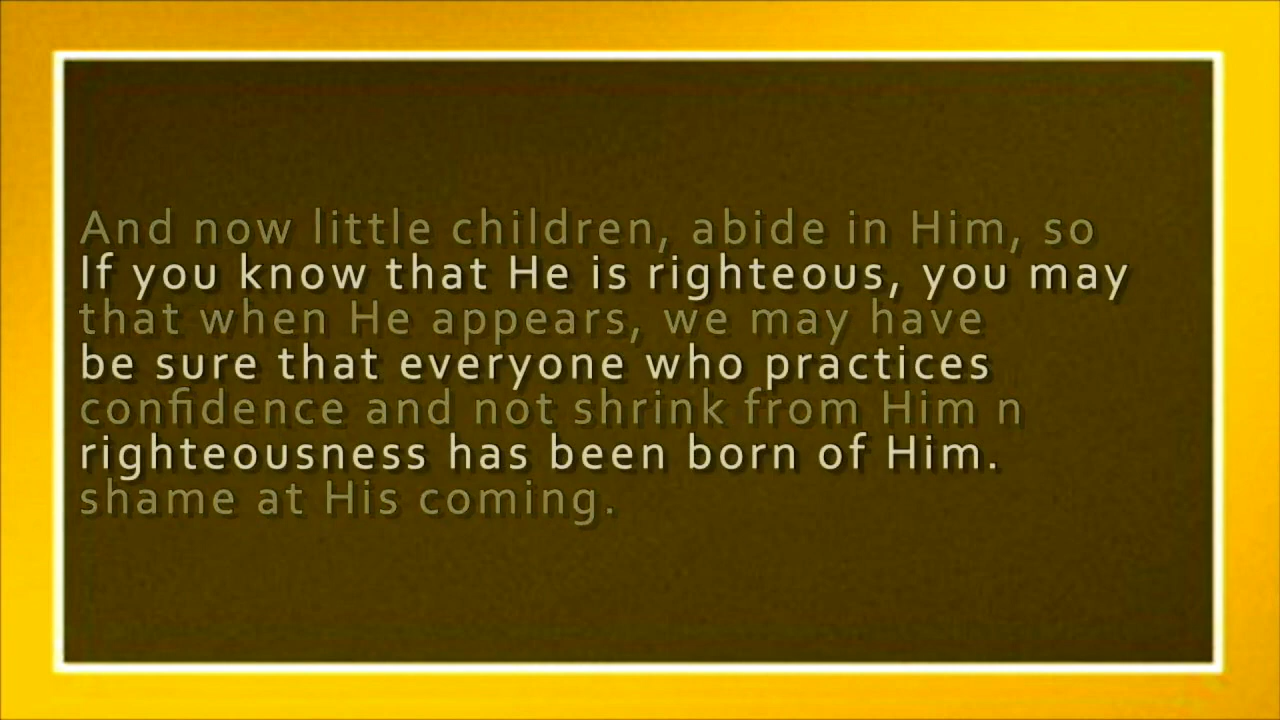 And now little children, abide in Him, so
If you know that He is righteous, you may
that when He appears, we may have
be sure that everyone who practices
confidence and not shrink from Him n
righteousness has been born of Him.
shame at His coming.